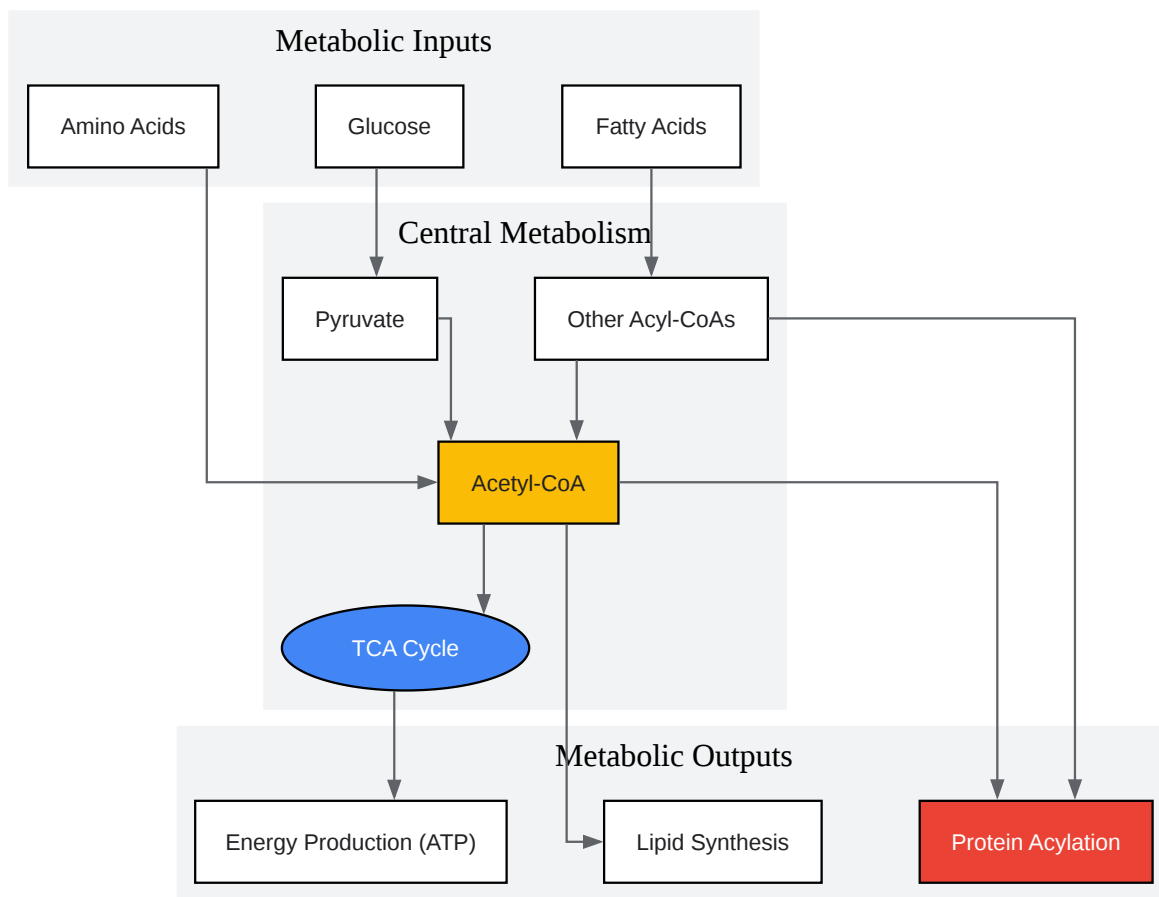 Metabolic Inputs
Amino Acids
Glucose
Fatty Acids
Central Metabolism
Pyruvate
Other Acyl-CoAs
Acetyl-CoA
TCA Cycle
Metabolic Outputs
Energy Production (ATP)
Lipid Synthesis
Protein Acylation